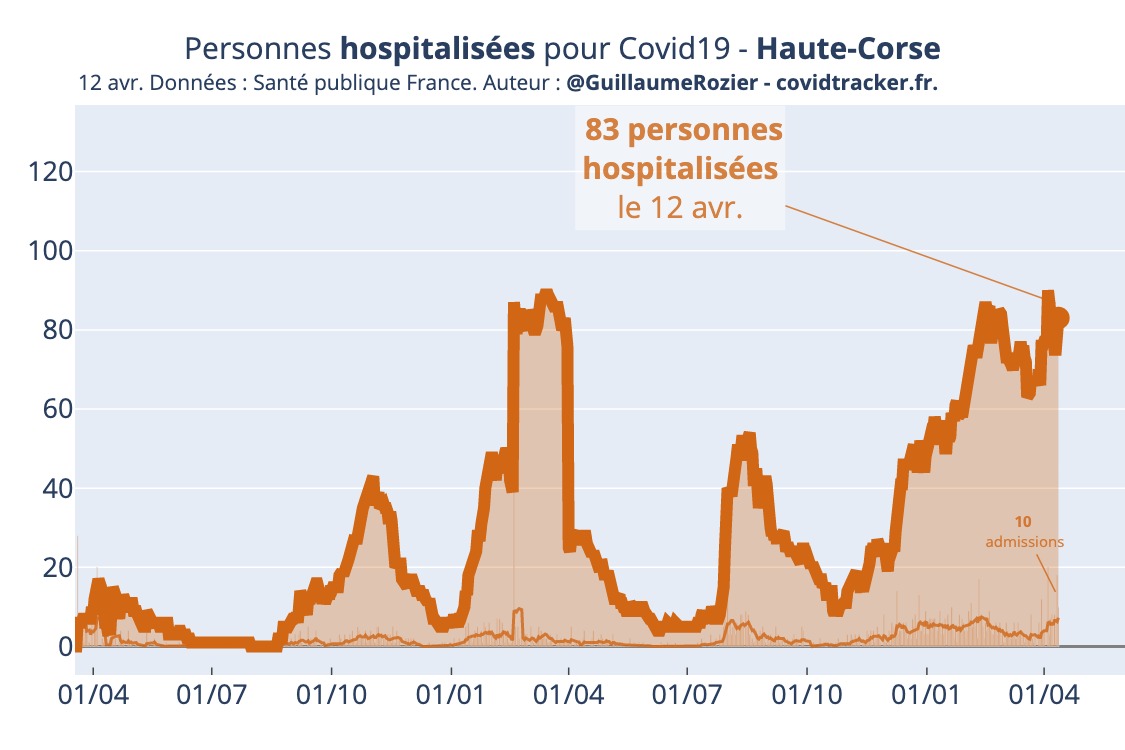 Personnes hospitalisées pour Covid19 - Haute-Corse
12 avr. Données : Santé publique France. Auteur : @GuillaumeRozier - covidtracker.fr.
83 personnes
hospitalisées
le 12 avr.
120
100
80
60
40
20
0
10
admissions
01/04
01/07
01/10
01/01
01/04
01/07
01/10
01/01
01/04